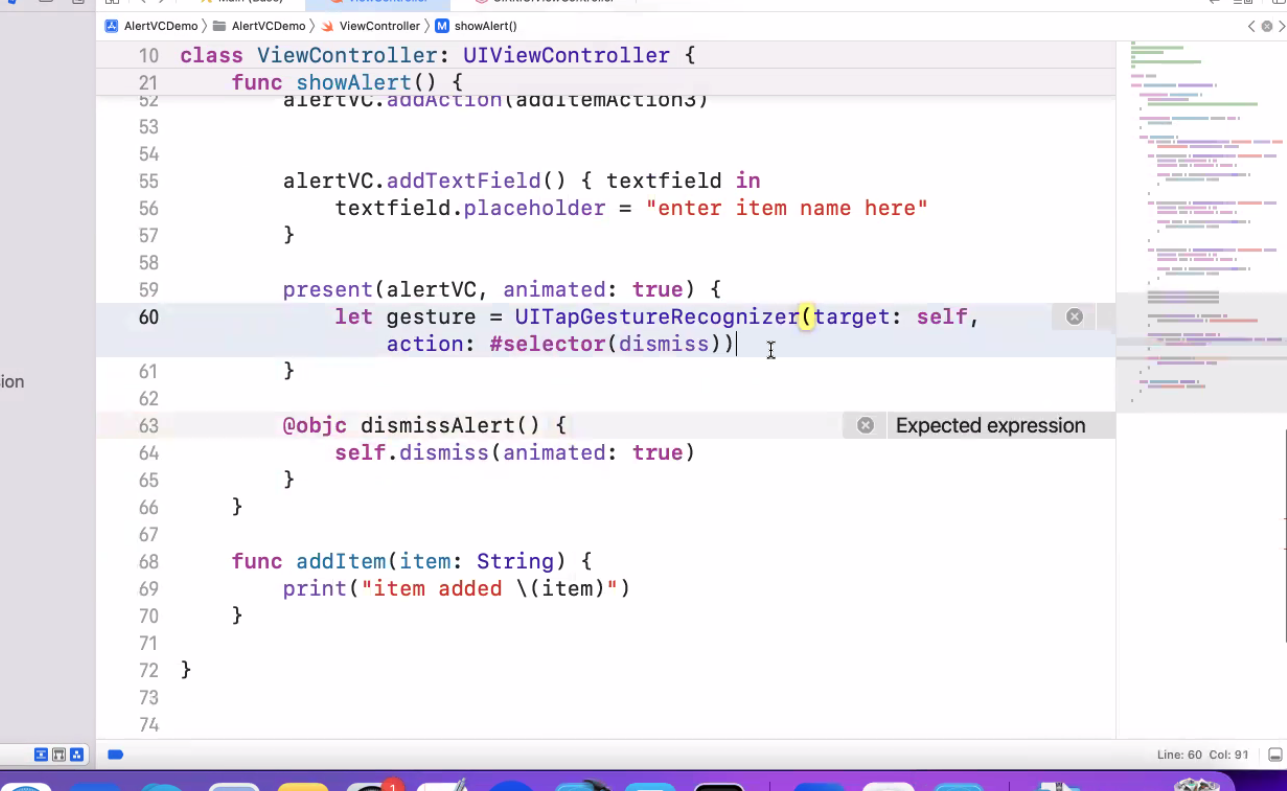 AlertVCDemo 〉 AlertVCDemo 〉 ViewController 〉 M showAlert()
10 class ViewController: UIViewController {
21 func showAlert() {
52 alertVC.addAction(addItemAction3)
53
54
55 alertVC.addTextField() { textfield in
56 textfield.placeholder = "enter item name here"
57 }
58
59 present(alertVC, animated: true) {
60 let gesture = UITapGestureRecognizer(target: self,
action: #selector(dismiss))
61 }
62
63 @objc dismissAlert() { Expected expression
64 self.dismiss(animated: true)
65 }
66 }
67
68 func addItem(item: String) {
69 print("item added \(item)")
70 }
71
72 }
73
74
ion
Line: 60 Col: 91
1